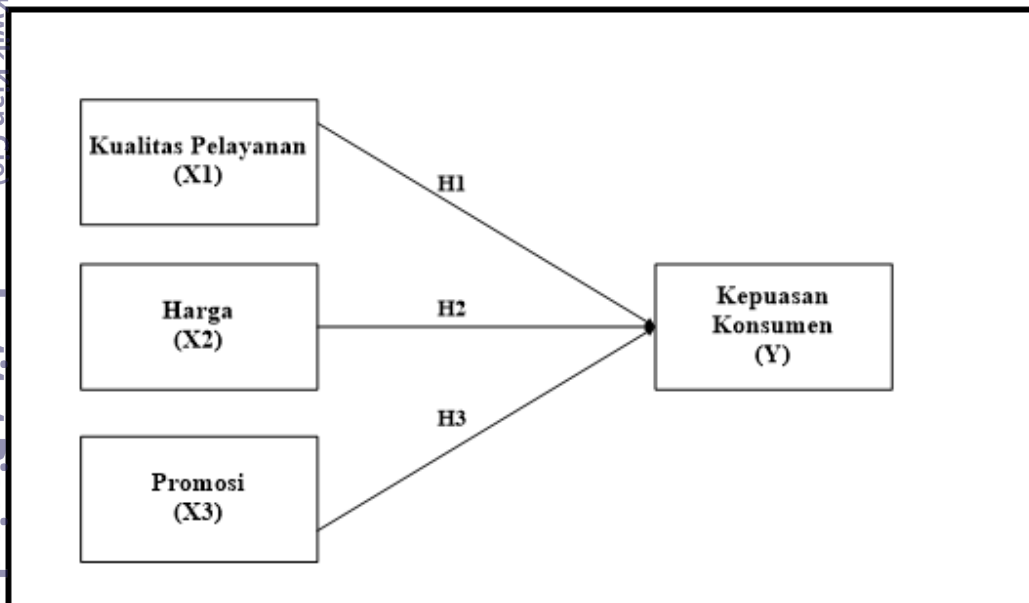 Kualitas Pelayanan
(X1)
H1
Harga
(X2)
H2
Kepuasan
Konsumen
(Y)
H3
Promosi
(X3)